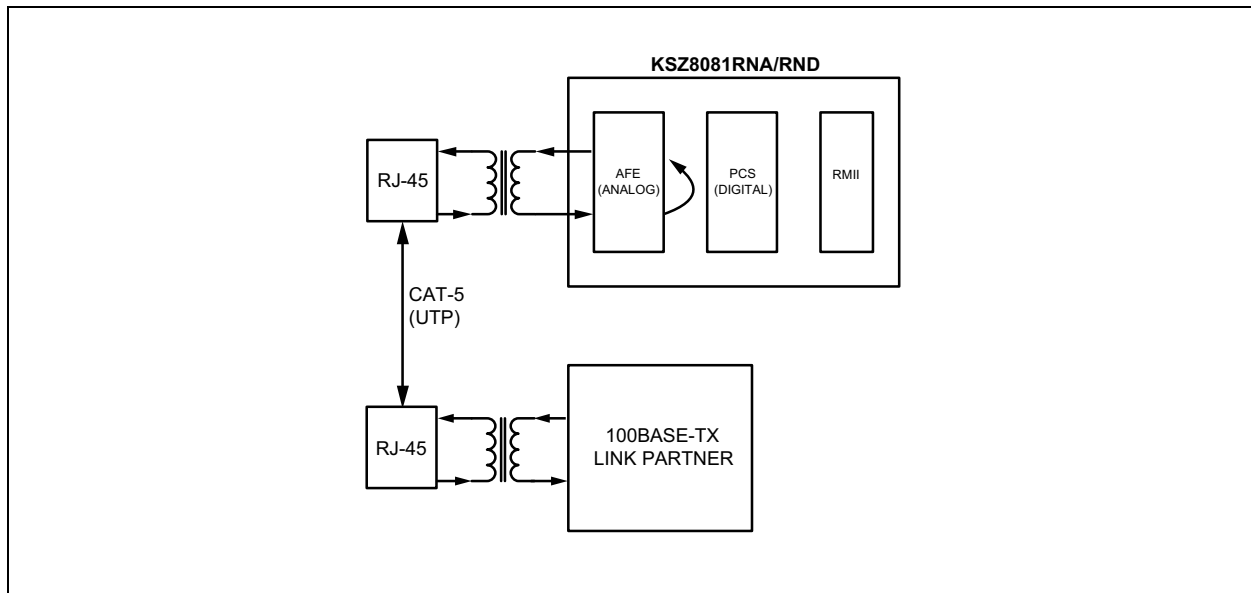 KSZ8081RNA/RND
RJ-45
AFE
(ANALOG)
PCS
(DIGITAL)
RMII
CAT-5
(UTP)
RJ-45
100BASE-TX
LINK PARTNER